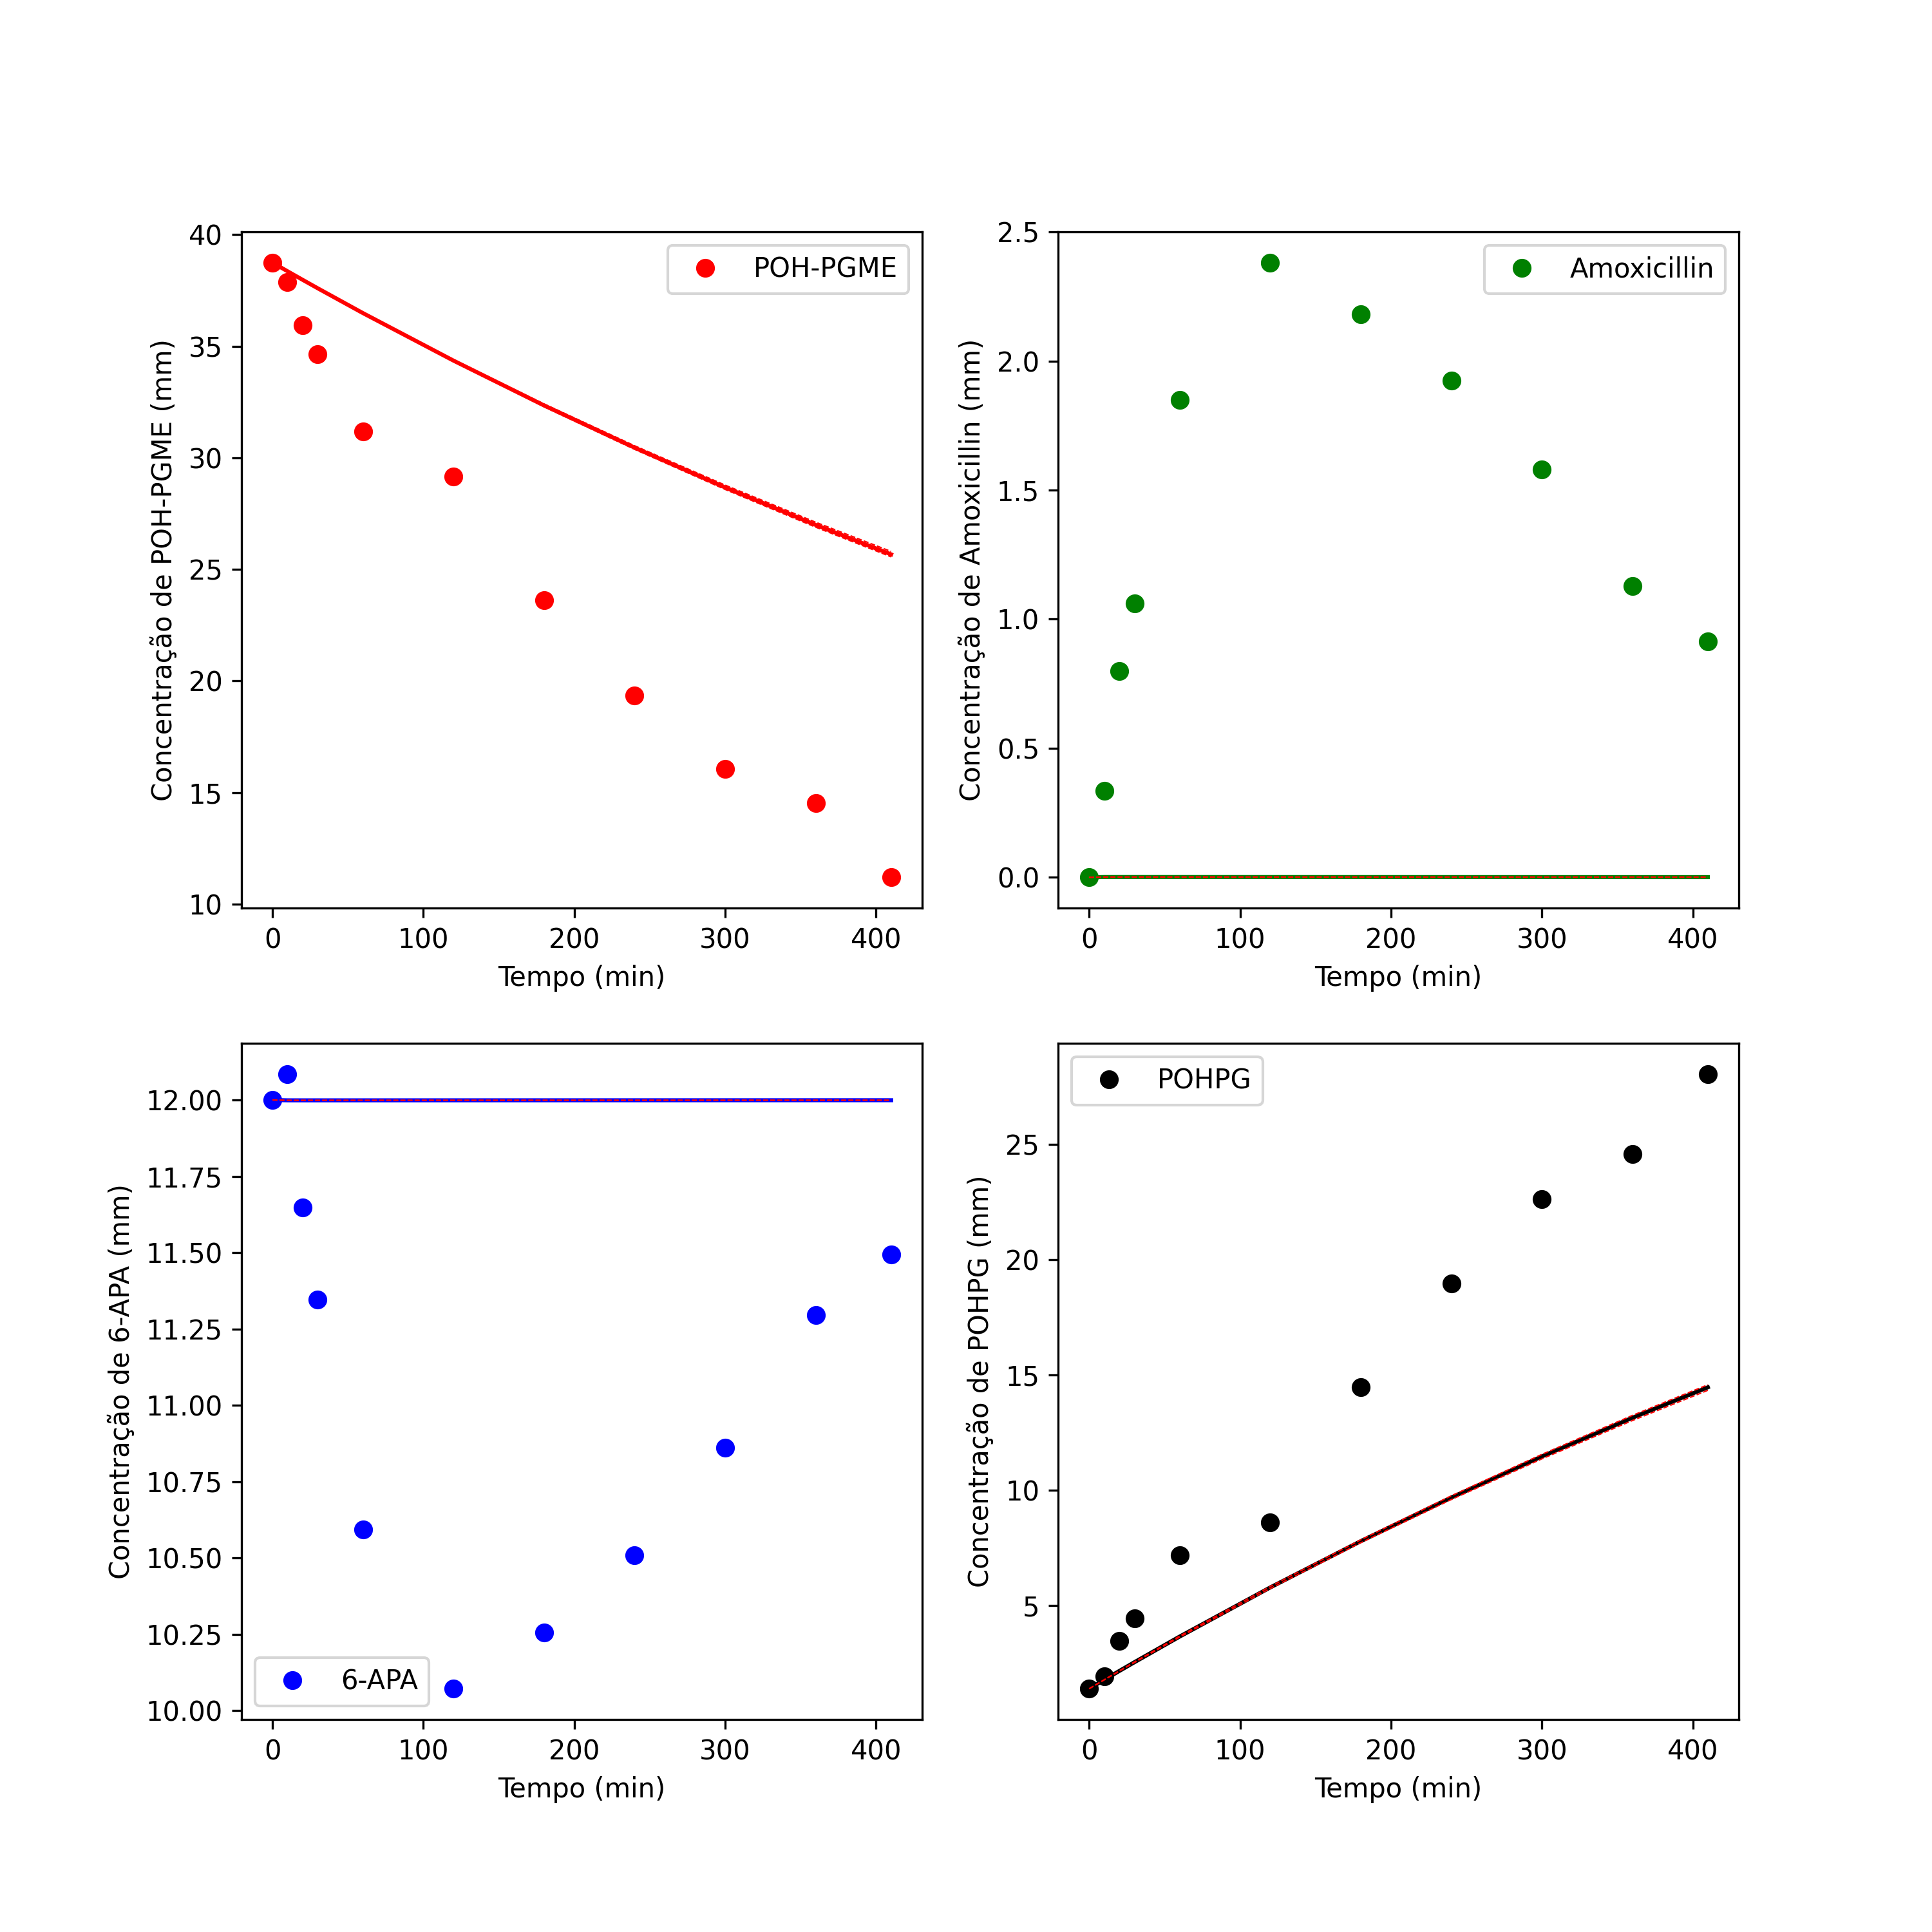 40
35
30
25
20
15
10
Concentração de POH-PGME (mm)
POH-PGME
0 100 200 300 400
Tempo (min)
2.5
2.0
1.5
1.0
0.5
0.0
Concentração de Amoxicillin (mm)
Amoxicillin
0 100 200 300 400
Tempo (min)
12.00
11.75
11.50
11.25
11.00
10.75
10.50
10.25
10.00
Concentração de 6-APA (mm)
6-APA
0 100 200 300 400
Tempo (min)
25
20
15
10
5
Concentração de POHPG (mm)
POHPG
0 100 200 300 400
Tempo (min)